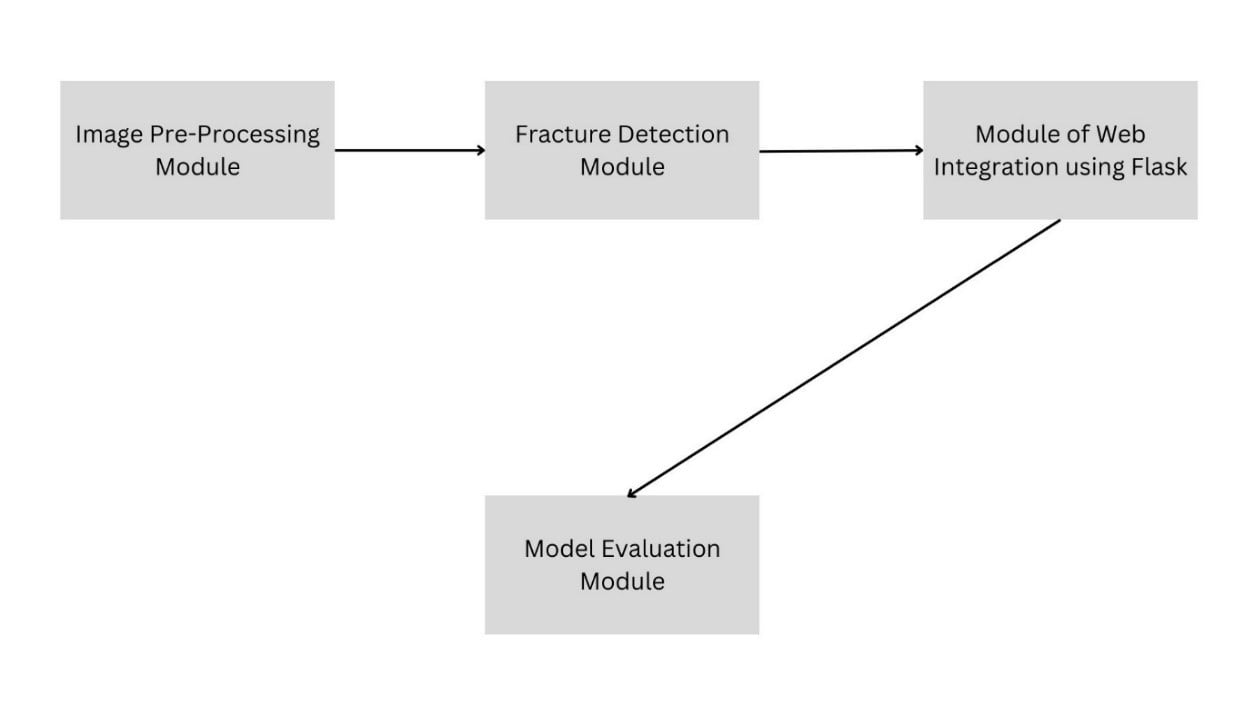 Image Pre-Processing
Module
Fracture Detection
Module
Module of Web
Integration using Flask
Model Evaluation
Module